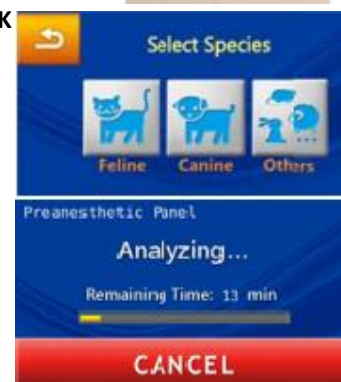 K
Select Species
Feline Canine Others
Preanesthetic Panel
Analyzing...
Remaining Time: 13 min
CANCEL